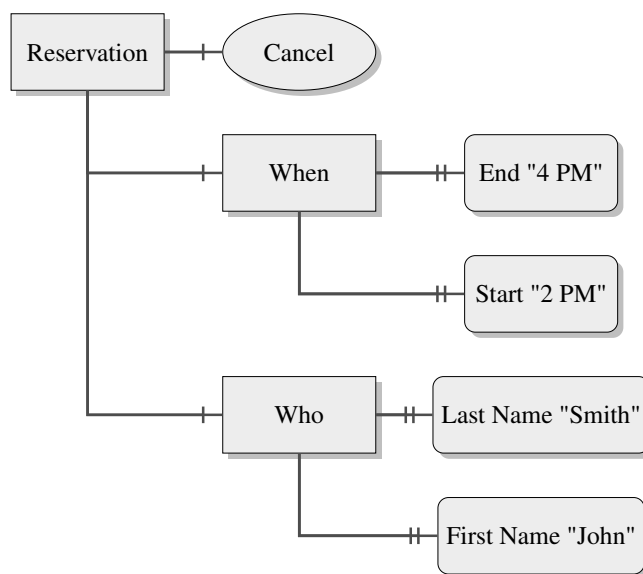 Reservation
Cancel
When
End "4 PM"
Start "2 PM"
Who
Last Name "Smith"
First Name "John"